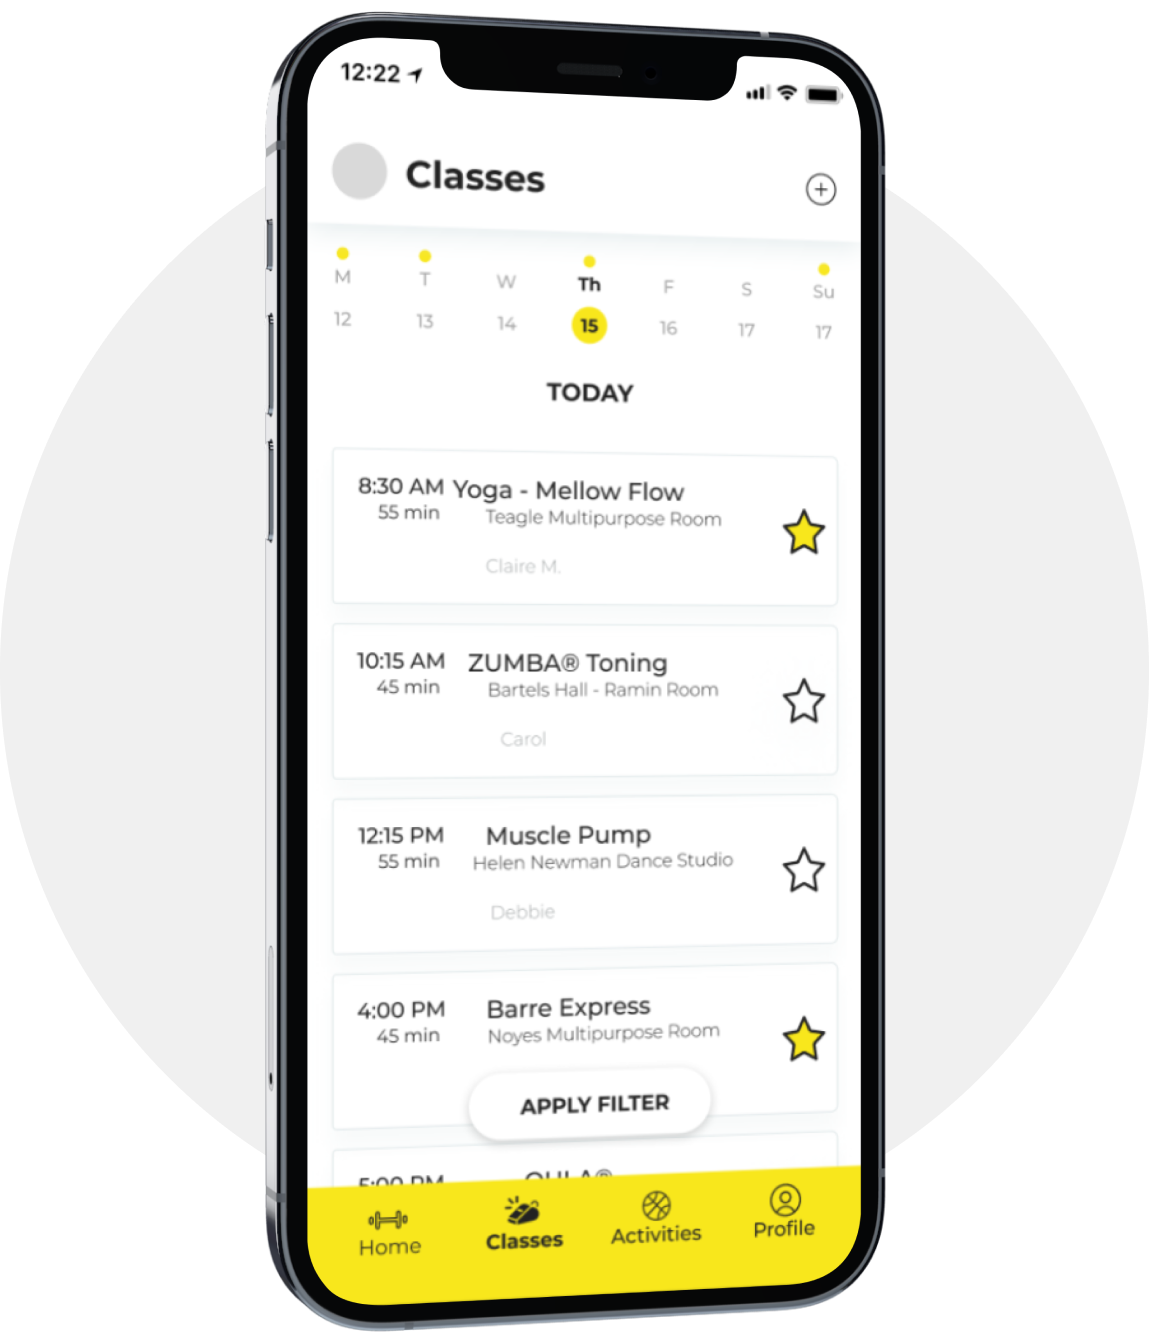 12:22
Classes
M T W Th F S Su
12 13 14 15 16 17 17
TODAY
8:30 AM Yoga - Mellow Flow
55 min Teagle Multipurpose Room
Claire M.
10:15 AM ZUMBA® Toning
45 min Bartels Hall - Ramin Room
Carol
12:15 PM Muscle Pump
55 min Helen Newman Dance Studio
Debbie
4:00 PM Barre Express
45 min Noyes Multipurpose Room
APPLY FILTER
5:00 PM
Home Classes Activities Profile